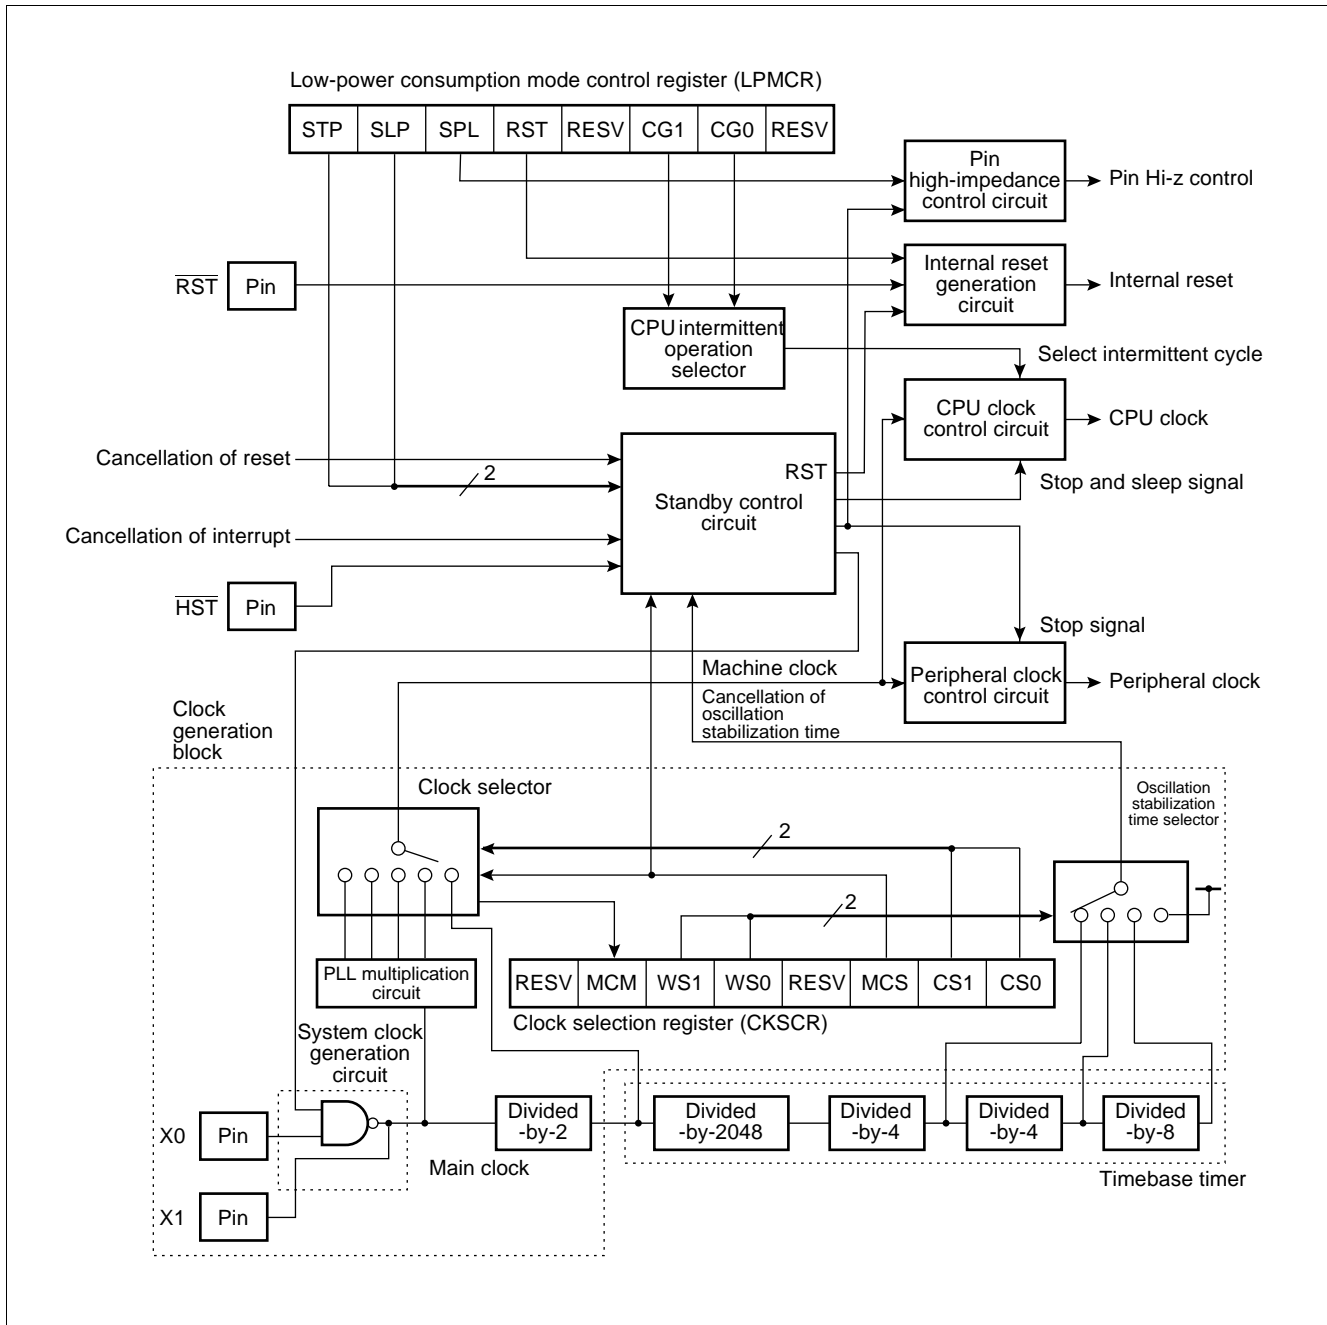 Low-power consumption mode control register (LPMCR)
STP SLP SPL RST RESV CG1 CG0 RESV
Pin
high-impedance
control circuit
Pin Hi-z control
RST Pin
Internal reset
generation
circuit
Internal reset
CPU intermittent
operation
selector
Select intermittent cycle
CPU clock
control circuit
CPU clock
Cancellation of reset
2
RST
Standby control
circuit
Stop and sleep signal
Cancellation of interrupt
HST Pin
Stop signal
Machine clock
Peripheral clock
control circuit
Peripheral clock
Cancellation of
oscillation
stabilization time
Clock
generation
block
Clock selector
Oscillation
stabilization
time selector
2
2
PLL multiplication
circuit
RESV MCM WS1 WS0 RESV MCS CS1 CS0
Clock selection register (CKSCR)
System clock
generation
circuit
X0 Pin
Divided
-by-2
Divided
-by-2048
Divided
-by-4
Divided
-by-4
Divided
-by-8
Main clock
Timebase timer
X1 Pin